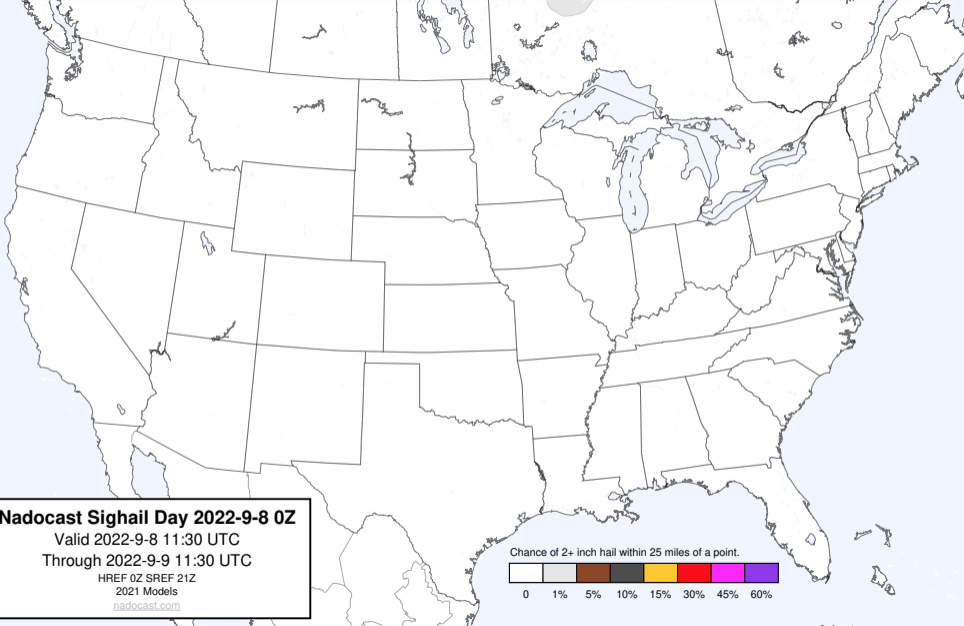 Nadocast Sighail Day 2022-9-8 0Z
Valid 2022-9-8 11:30 UTC
Through 2022-9-9 11:30 UTC
HREF 0Z SREF 21Z
2021 Models
nadocast.com
Chance of 2+ inch hail within 25 miles of a point.
0 1% 5% 10% 15% 30% 45% 60%